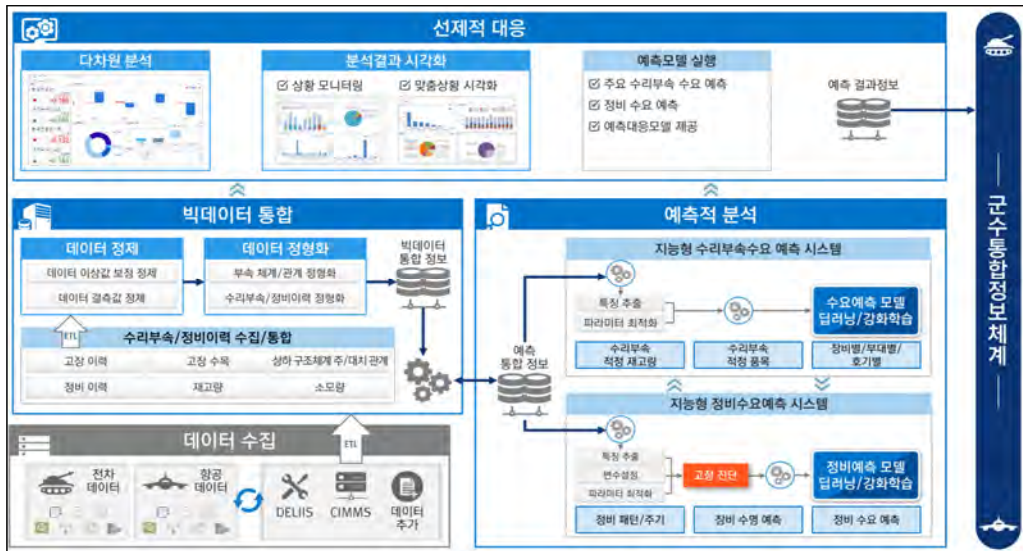 선제적 대응
다차원 분석
분석결과 시각화
☑ 상황 모니터링
☑ 맞춤상황 시각화
예측모델 실행
☑ 주요 수리부속 수요 예측
☑ 정비 수요 예측
☑ 예측대응모델 제공
예측 결과정보
군수통합정보체계
빅데이터 통합
데이터 정제
데이터 이상값 보정 정제
데이터 결측값 정제
데이터 정형화
부속 체계/관계 정형화
수리부속/정비이력 정형화
빅데이터
통합 정보
ETL
수리부속/정비이력 수집/통합
고장 이력
고장 수목
상하 구조체계 주/대치 관계
정비 이력
재고량
소모량
데이터 수집
ETL
전차
데이터
항공
데이터
DELIIS
CIMMS
데이터
추가
예측적 분석
예측
통합 정보
지능형 수리부속수요 예측 시스템
특징 추출
파라미터 최적화
수요예측 모델
딥러닝/강화학습
수리부속
적정 재고량
수리부속
적정 품목
장비별/부대별/
호기별
지능형 정비수요예측 시스템
특징 추출
변수설정
파라미터 최적화
고장 진단
정비예측 모델
딥러닝/강화학습
정비 패턴/주기
장비 수명 예측
정비 수요 예측